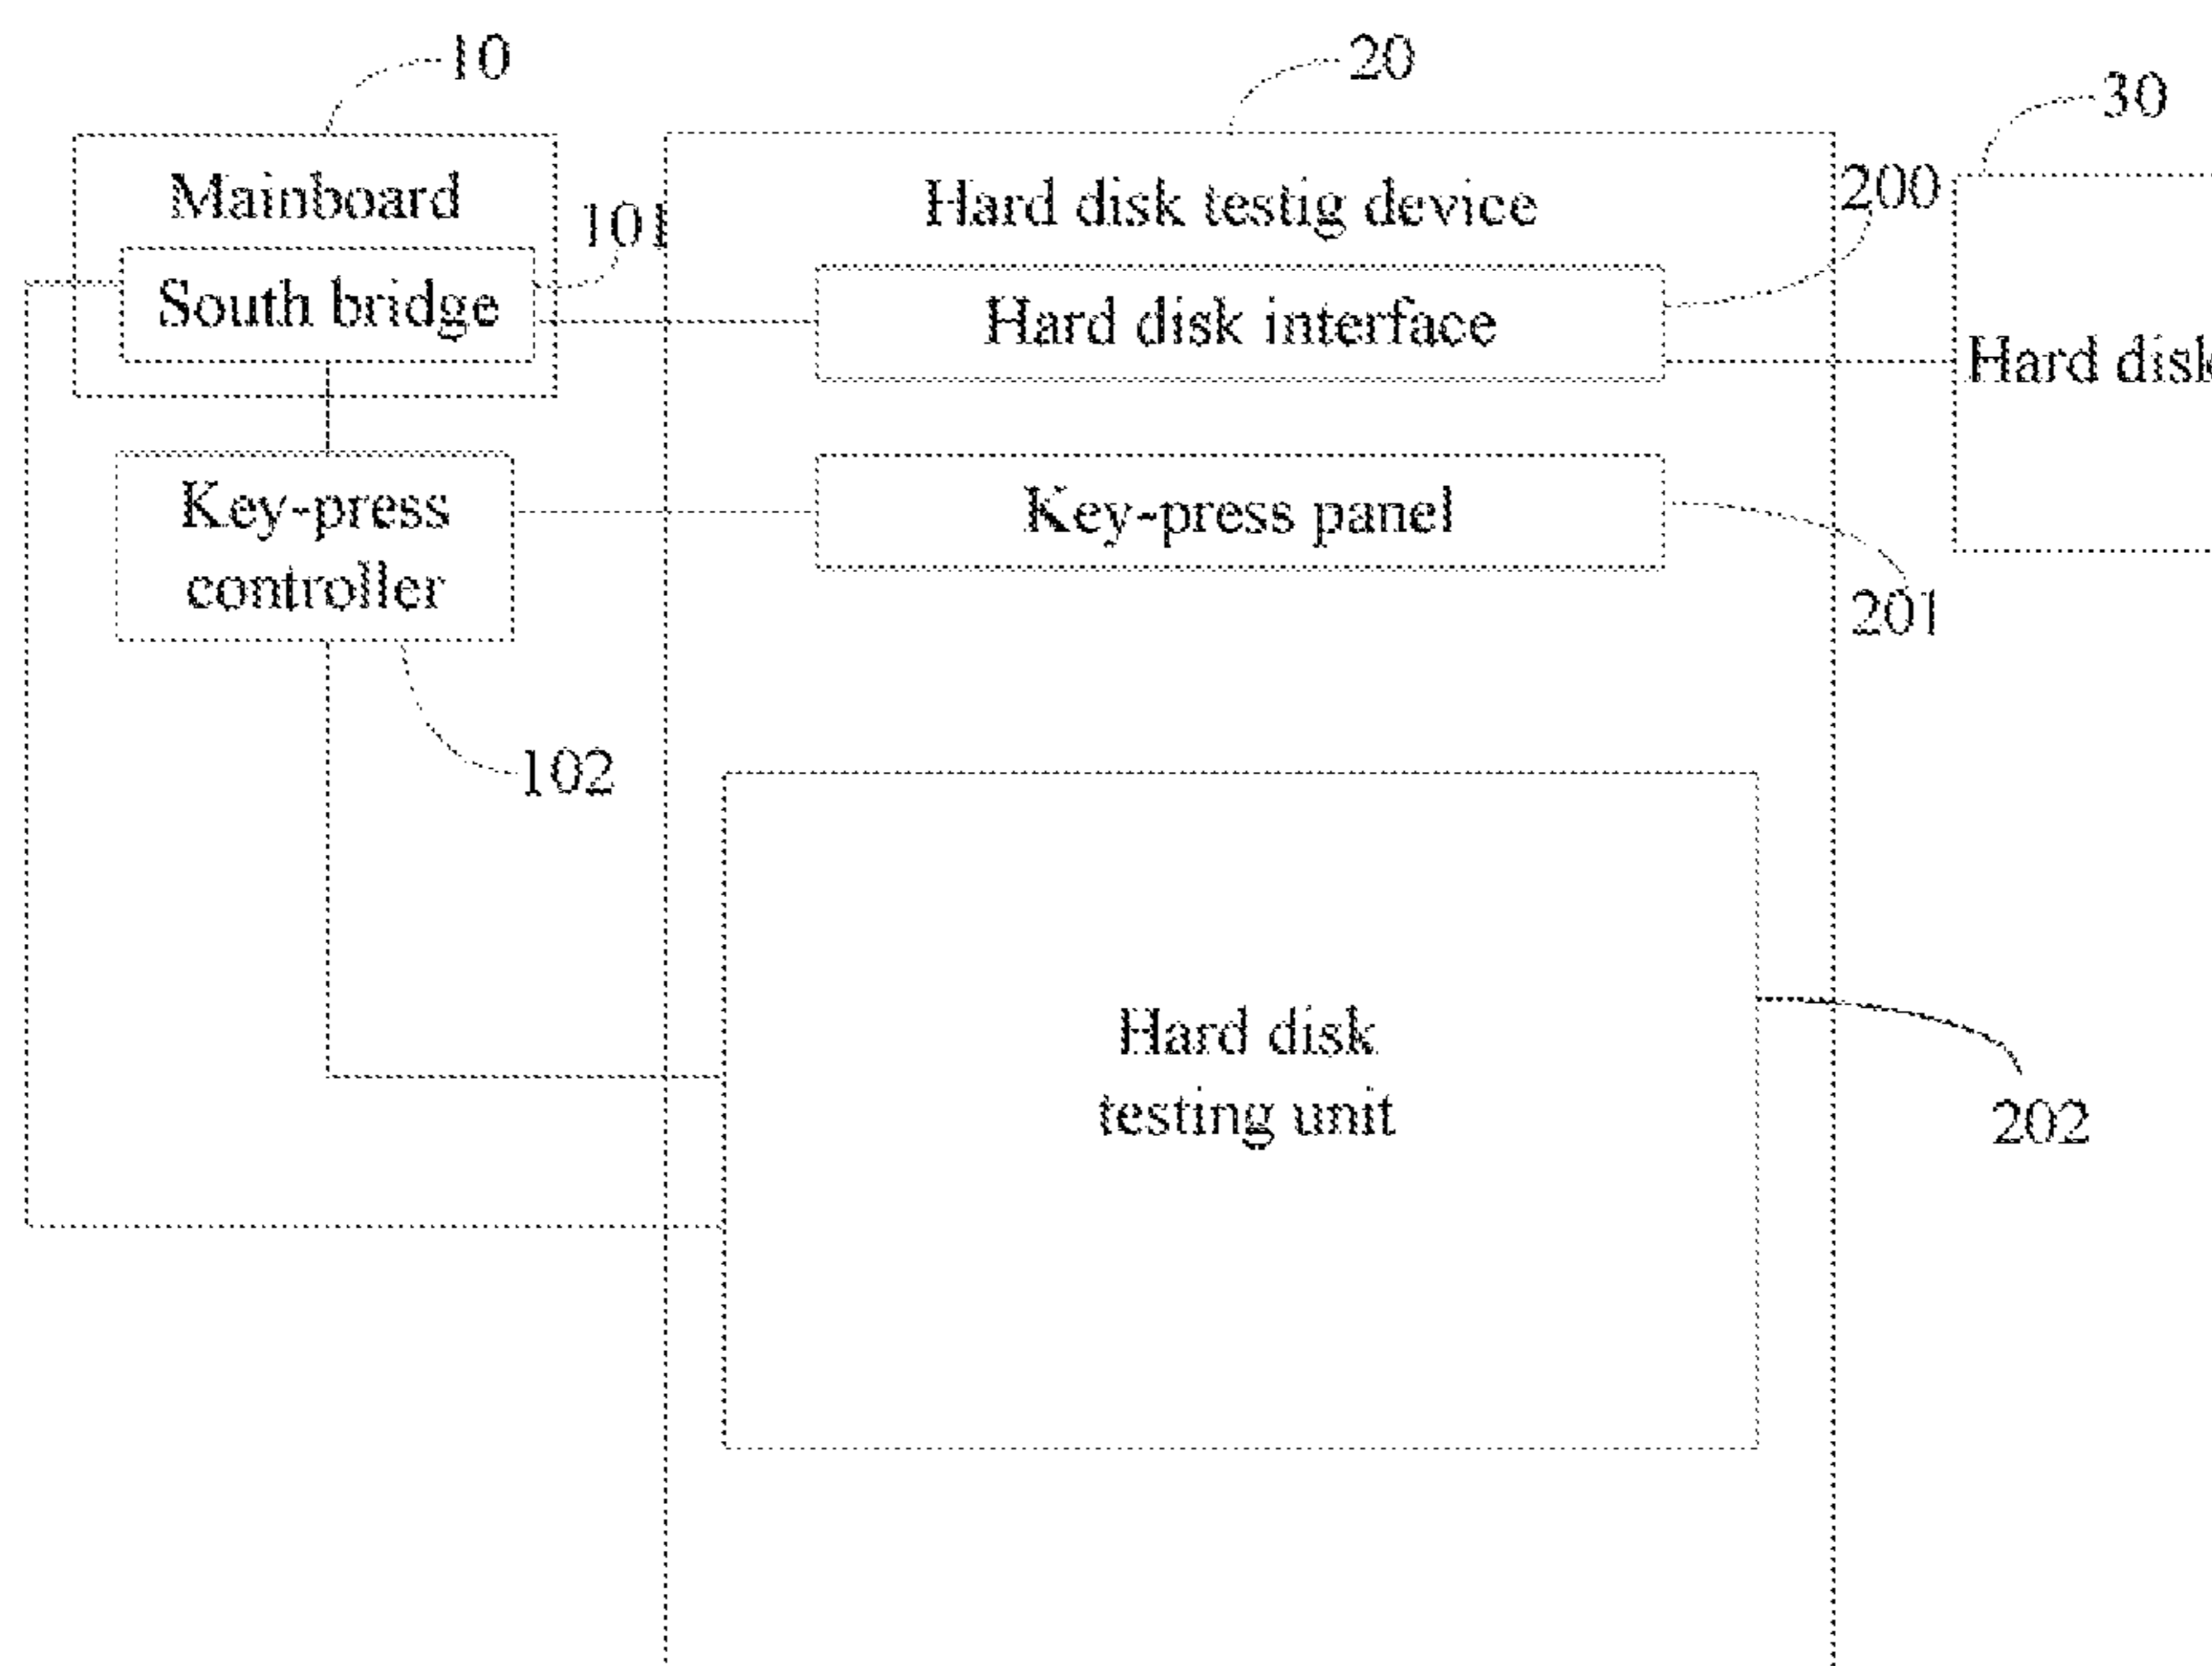 10
20
30
Mainboard
101
Hard disk testig device
200
South bridge
Hard disk interface
Hard disk
Key-press
controller
Key-press panel
201
102
Hard disk
testing unit
202